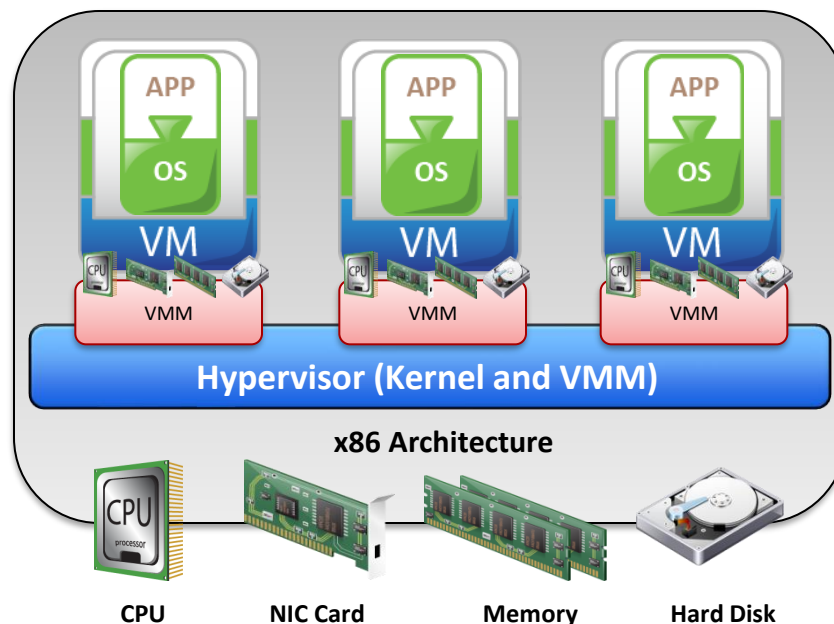 APP
APP
APP
OS
OS
OS
VM
VM
VM
CPU
CPU
CPU
VMM
VMM
VMM
Hypervisor (Kernel and VMM)
x86 Architecture
CPU
processor
CPU
NIC Card
Memory
Hard Disk